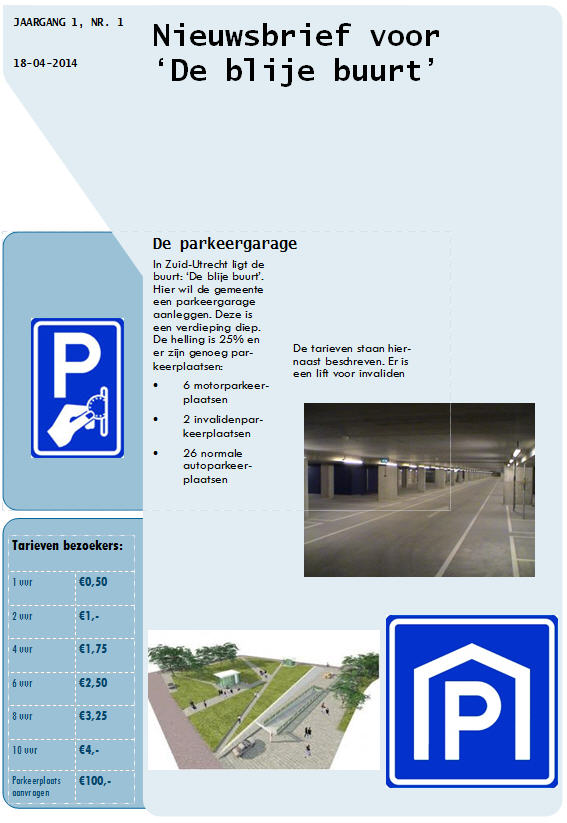 JAARGANG 1, NR. 1
18-04-2014
Nieuwsbrief voor
‘De blije buurt’
De parkeergarage
In Zuid-Utrecht ligt de
buurt: ‘De blije buurt’.
Hier wil de gemeente
een parkeergarage
aanleggen. Deze is
een verdieping diep.
De helling is 25% en
er zijn genoeg par-
keerplaatsen:
• 6 motorparkeer-
plaatsen
• 2 invalidenpar-
keerplaatsen
• 26 normale
autoparkeer-
plaatsen
De tarieven staan hier-
naast beschreven. Er is
een lift voor invaliden
P
Tarieven bezoekers:
1 uur €0,50
2 uur €1,-
4 uur €1,75
6 uur €2,50
8 uur €3,25
10 uur €4,-
Parkeerplaats
aanvragen €100,-
P